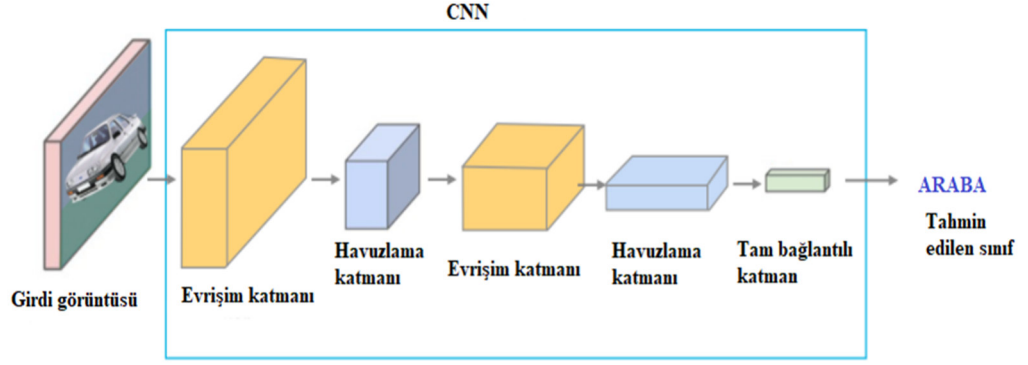 CNN
Girdi görüntüsü
Evrişim katmanı
Havuzlama
katmanı
Evrişim katmanı
Havuzlama
katmanı
Tam bağlantılı
katman
ARABA
Tahmin
edilen sınıf